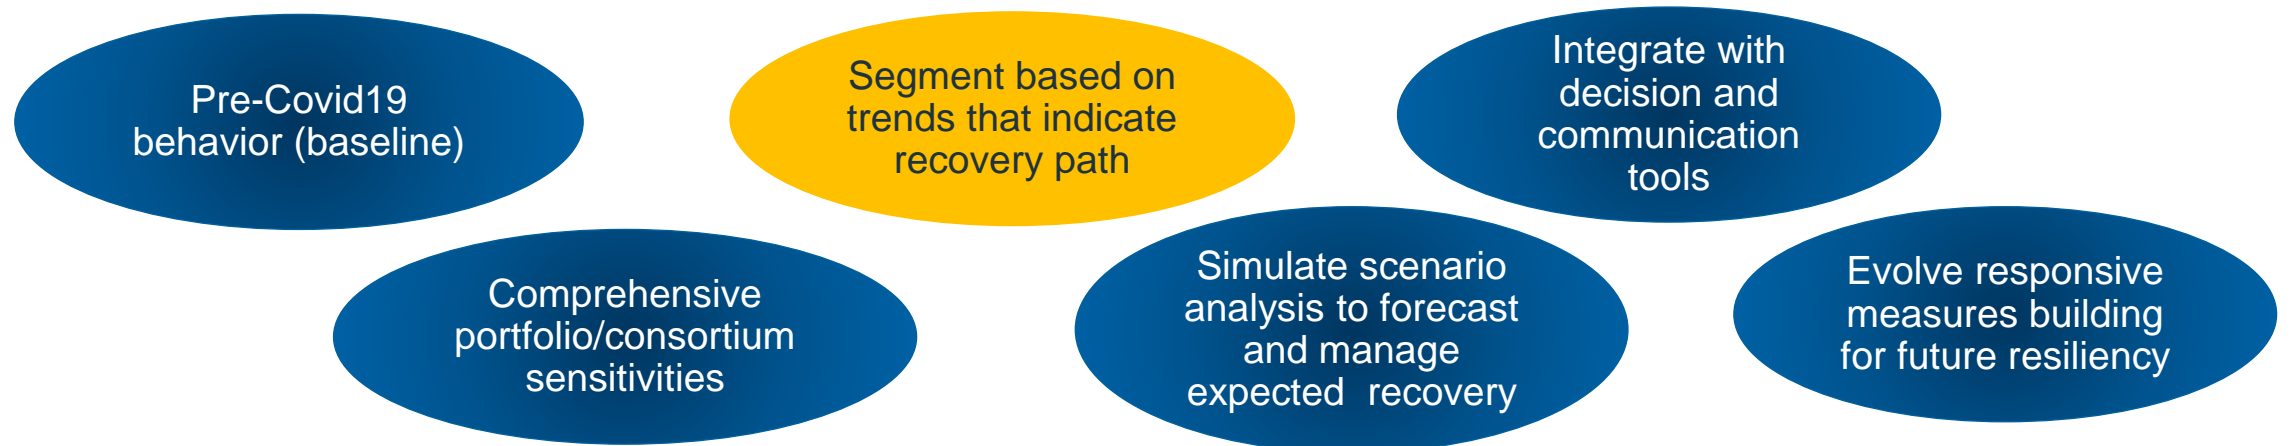 Pre-Covid19
behavior (baseline)
Comprehensive
portfolio/consortium
sensitivities
Segment based on
trends that indicate
recovery path
Simulate scenario
analysis to forecast
and manage
expected  recovery
Integrate with
decision and
communication
tools
Evolve responsive
measures building
for future resiliency